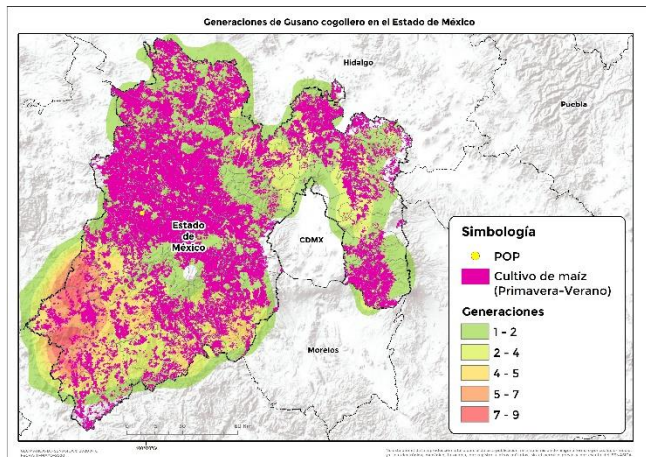 Generaciones de Gusano cogollero en el Estado de México
Hidalgo
Puebla
Estado
de
México
CDMX
Morelos
Simbología
POP
Cultivo de maíz
(Primavera-Verano)
Generaciones
1 - 2
2 - 4
4 - 5
5 - 7
7 - 9